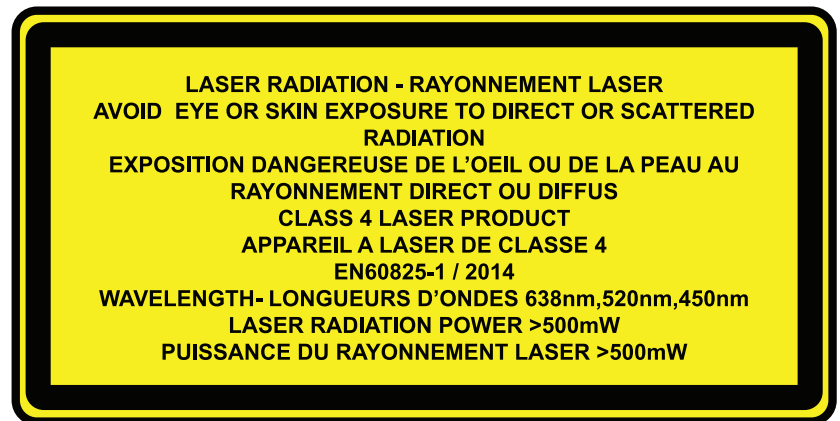 LASER RADIATION - RAYONNEMENT LASER
AVOID EYE OR SKIN EXPOSURE TO DIRECT OR SCATTERED
RADIATION
EXPOSITION DANGEREUSE DE L'OEIL OU DE LA PEAU AU
RAYONNEMENT DIRECT OU DIFFUS
CLASS 4 LASER PRODUCT
APPAREIL A LASER DE CLASSE 4
EN60825-1 / 2014
WAVELENGTH- LONGUEURS D'ONDES 638nm,520nm,450nm
LASER RADIATION POWER >500mW
PUISSANCE DU RAYONNEMENT LASER >500mW